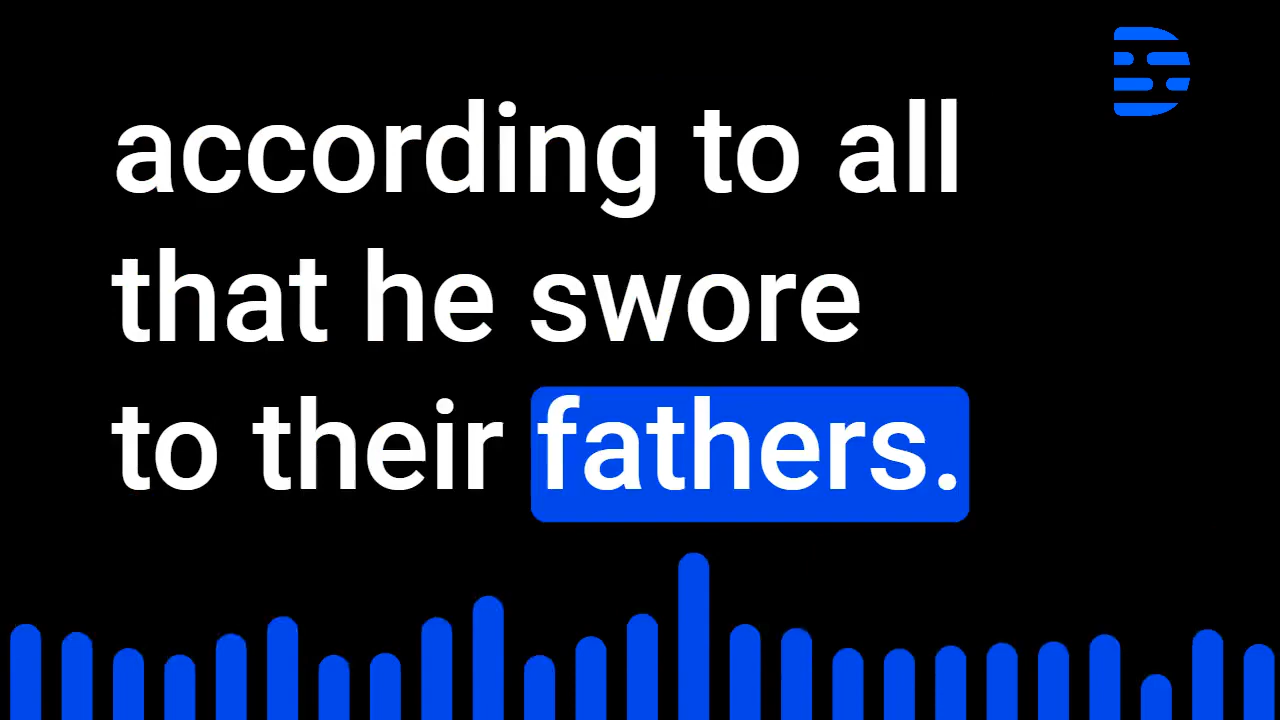 according to all
that he swore
to their fathers.